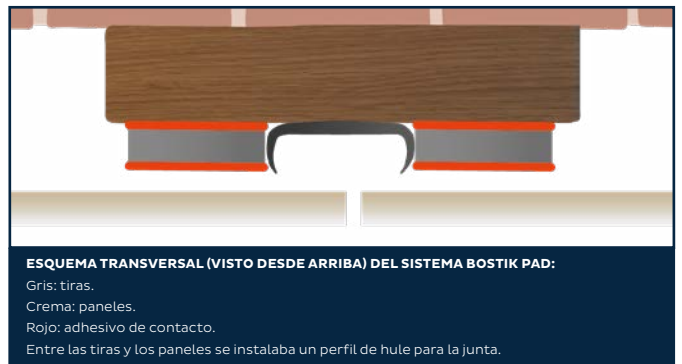 ESQUEMA TRANSVERSAL (VISTO DESDE ARRIBA) DEL SISTEMA BOSTIK PAD:
Gris: tiras.
Crema: paneles.
Rojo: adhesivo de contacto.
Entre las tiras y los paneles se instalaba un perfil de hule para la junta.